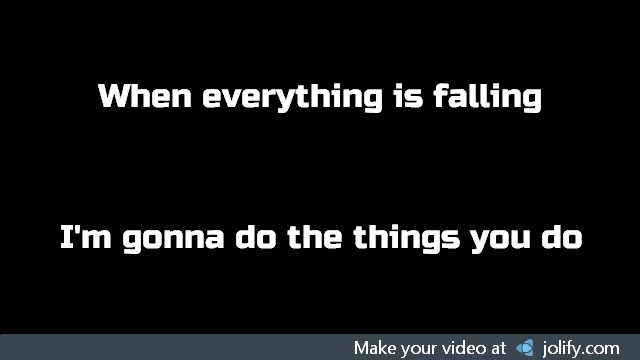 When everything is falling
I'm gonna do the things you do
Make your video at jolify.com